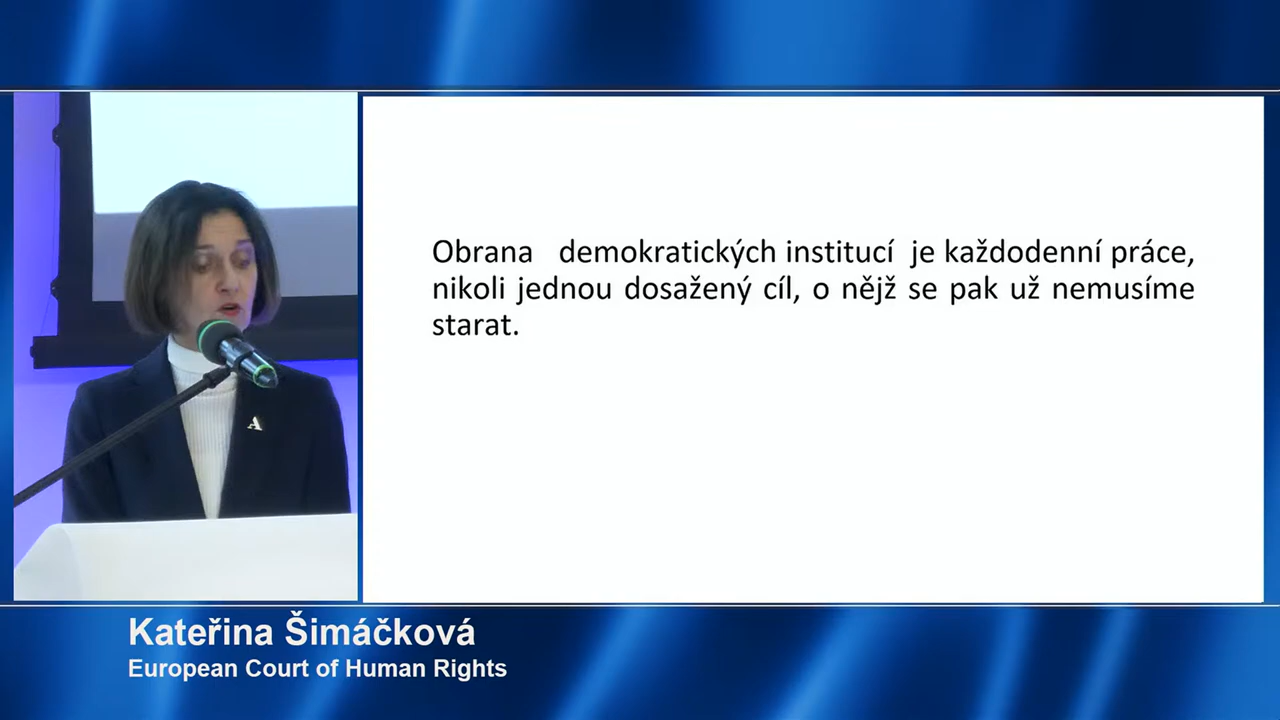 Obrana demokratických institucí je každodenní práce,
nikoli jednou dosažený cíl, o nějž se pak už nemusíme
starat.
A
Kateřina Šimáčková
European Court of Human Rights